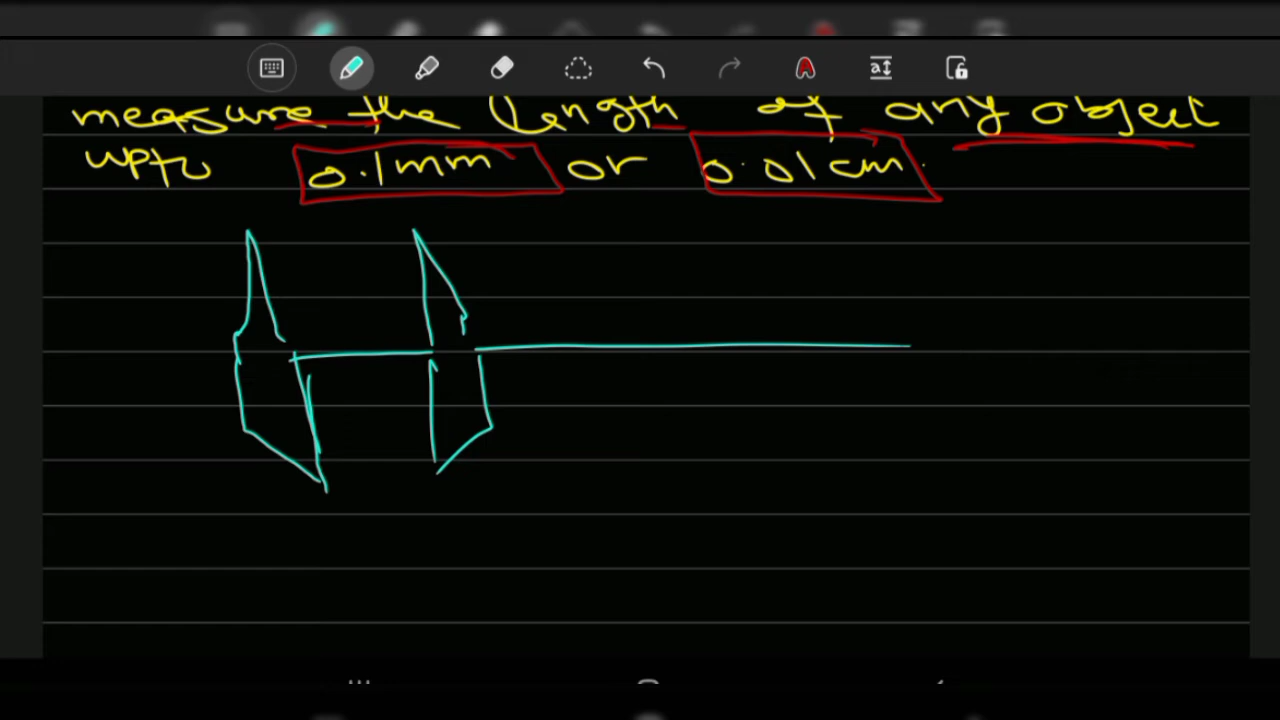 measure the length of any object
upto 0.1mm or 0.01cm.